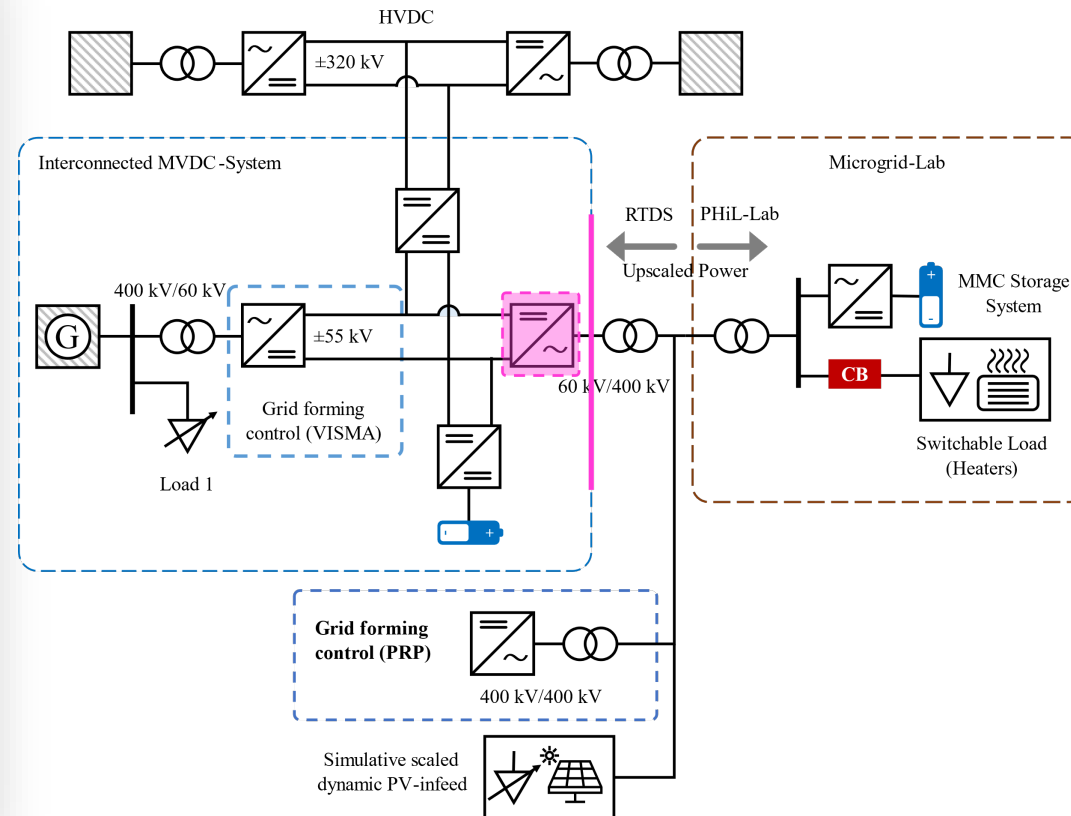 HVDC
±320 kV
Interconnected MVDC-System
Microgrid-Lab
RTDS
PHiL-Lab
Upscaled Power
400 kV/60 kV
G
±55 kV
60 kV/400 kV
Grid forming
control (VISMA)
Load 1
+
-
MMC Storage
System
CB
Switchable Load
(Heaters)
- +
Grid forming
control (PRP)
400 kV/400 kV
Simulative scaled
dynamic PV-infeed